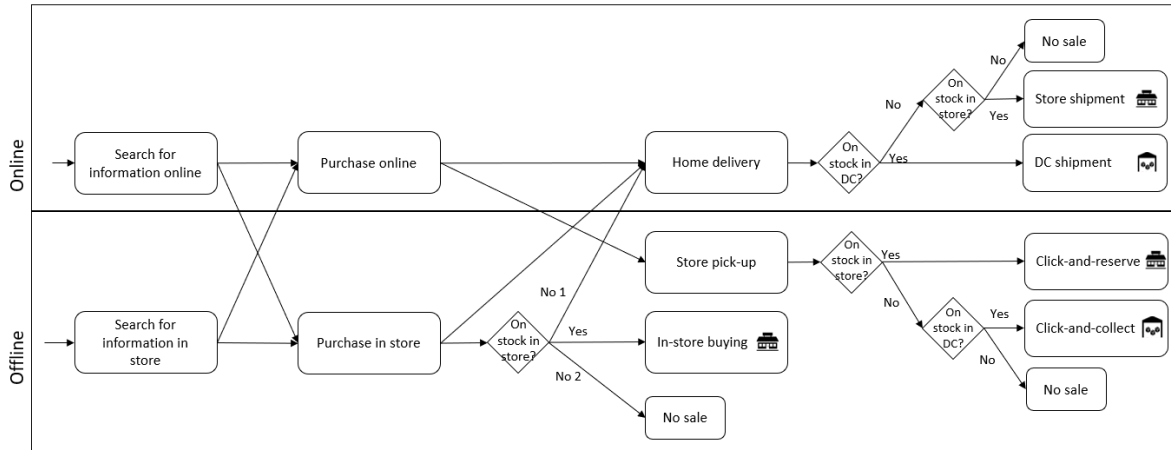 Online
Search for
information online
Purchase online
Home delivery
On
stock in
DC?
No
Yes
On
stock in
store?
No
Yes
No sale
Store shipment
DC shipment
Offline
Search for
information in
store
Purchase in store
On
stock in
store?
No 1
Yes
No 2
In-store buying
No sale
Store pick-up
On
stock in
store?
Yes
No
Click-and-reserve
On
stock in
DC?
Yes
No
Click-and-collect
No sale